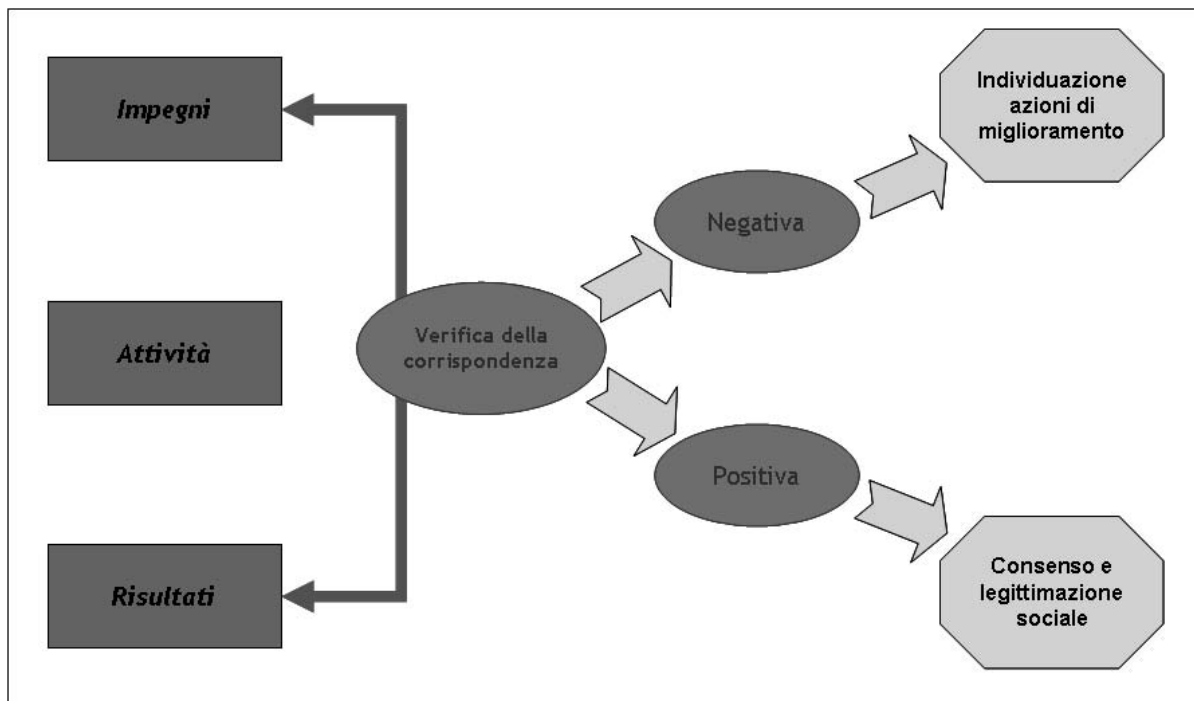 Impegni
Attività
Risultati
Verifica della
corrispondenza
Negativa
Positiva
Individuazione
azioni di
miglioramento
Consenso e
legittimazione
sociale